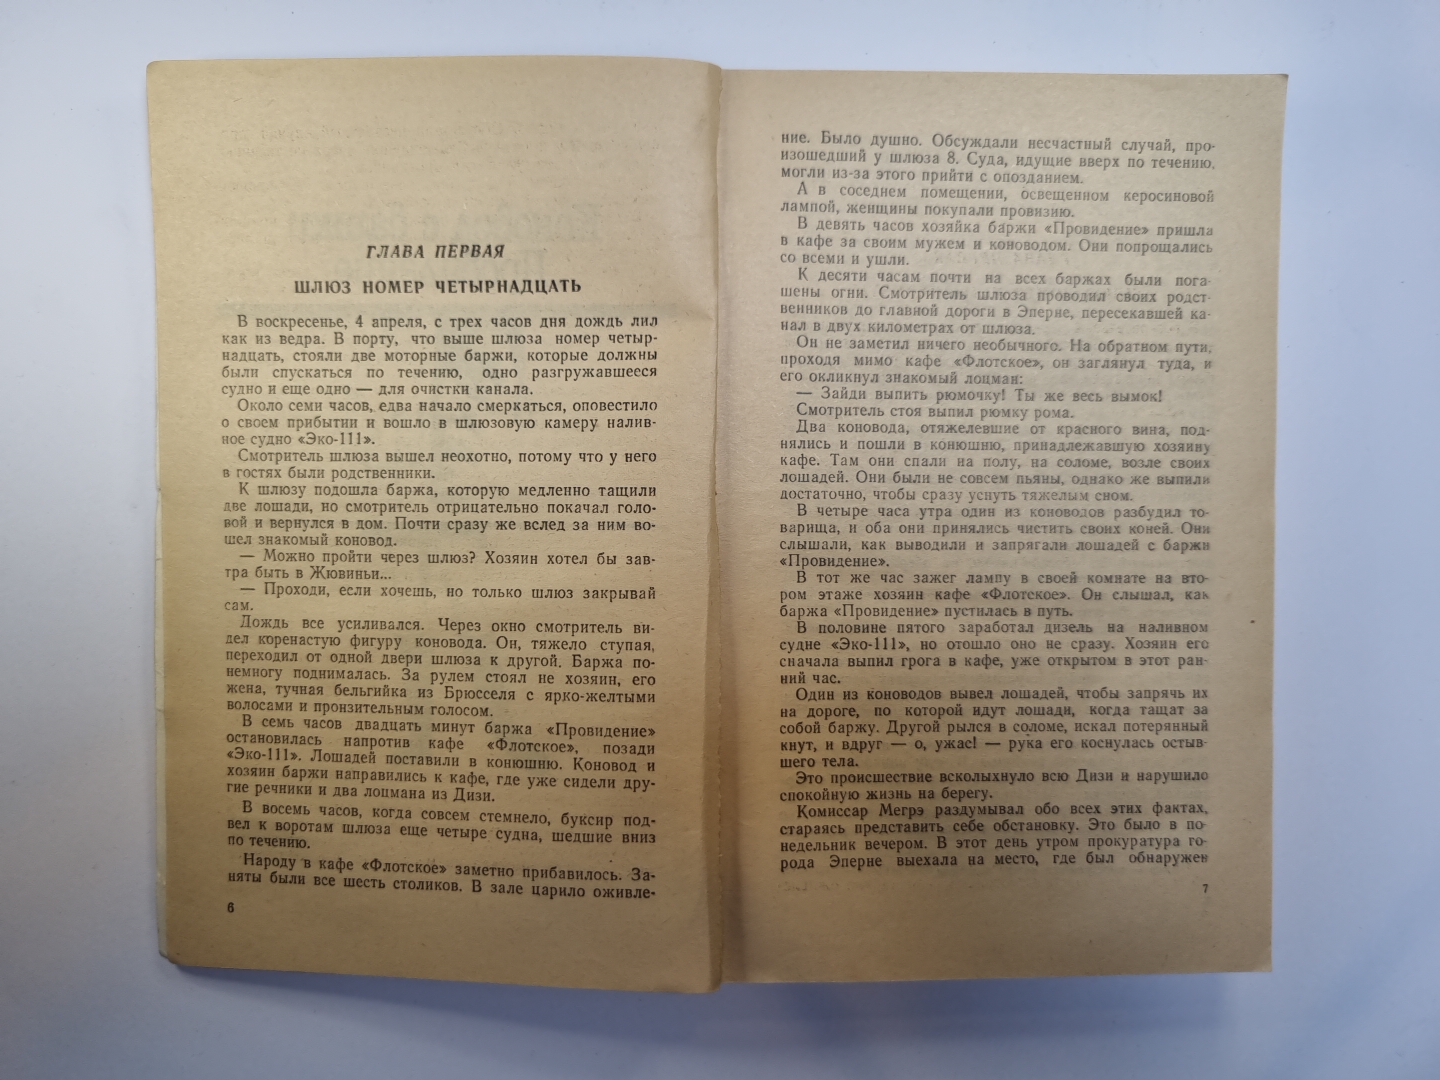 ГЛАВА ПЕРВАЯ
ШЛЮЗ НОМЕР ЧЕТЫРНАДЦАТЬ
В воскресенье, 4 апреля, с трех часов дня дождь лил
как из ведра. В порту, что выше шлюза номер четыр-
надцать, стояли две моторные баржи, которые должны
были спускаться по течению, одно разгружавшееся
судно и еще одно — для очистки канала.
Около семи часов, едва начало смеркаться, оповестило
о своем прибытии и вошло в шлюзовую камеру налив-
ное судно «Эко-111».
Смотритель шлюза вышел неохотно, потому что у него
в гостях были родственники.
К шлюзу подошла баржа, которую медленно тащили
две лошади, но смотритель отрицательно покачал голо-
вой и вернулся в дом. Почти сразу же вслед за ним во-
шел знакомый коновод.
— Можно пройти через шлюз? Хозяин хотел бы зав-
тра быть в Жювиньи...
— Проходи, если хочешь, но только шлюз закрывай
сам.
Дождь все усиливался. Через окно смотритель ви-
дел коренастую фигуру коновода. Он, тяжело ступая,
переходил от одной двери шлюза к другой. Баржа по-
немногу поднималась. За рулем стоял не хозяин, его
жена, тучная бельгийка из Брюсселя с ярко-желтыми
волосами и пронзительным голосом.
В семь часов двадцать минут баржа «Провидение»
остановилась напротив кафе «Флотское», позади
«Эко-111». Лошадей поставили в конюшню. Коновод и
хозяин баржи направились к кафе, где уже сидели дру-
гие речники и два лоцмана из Дизи.
В восемь часов, когда совсем стемнело, буксир под-
вел к воротам шлюза еще четыре судна, шедшие вниз
по течению.
Народу в кафе «Флотское» заметно прибавилось. За-
няты были все шесть столиков. В зале царило оживле-
6
ние. Было душно. Обсуждали несчастный случай, про-
изошедший у шлюза 8. Суда, идущие вверх по течению,
могли из-за этого прийти с опозданием.
А в соседнем помещении, освещенном керосиновой
лампой, женщины покупали провизию.
В девять часов хозяйка баржи «Провидение» пришла
в кафе за своим мужем и коноводом. Они попрощались
со всеми и ушли.
К десяти часам почти на всех баржах были пога
шены огни. Смотритель шлюза проводил своих родст
венников до главной дороги в Эперне, пересекавшей ка-
нал в двух километрах от шлюза.
Он не заметил ничего необычного. На обратном пути,
проходя мимо кафе «Флотское», он заглянул туда, и
его окликнул знакомый лоцман:
— Зайди выпить рюмочку! Ты же весь вымок!
Смотритель стоя выпил рюмку рома.
Два коновода, отяжелевшие от красного вина, под-
нялись и пошли в конюшню, принадлежавшую хозяину
кафе. Там они спали на полу, на соломе, возле своих
лошадей. Они были не совсем пьяны, однако же выпили
достаточно, чтобы сразу уснуть тяжелым сном.
В четыре часа утра один из коноводов разбудил то-
варища, и оба они принялись чистить своих коней. Они
слышали, как выводили и запрягали лошадей с баржи
«Провидение».
В тот же час зажег лампу в своей комнате на вто-
ром этаже хозяин кафе «Флотское». Он слышал, как
баржа «Провидение» пустилась в путь.
В половине пятого заработал дизель на наливном
судне «Эко-111», но отошло оно не сразу. Хозяин его
сначала выпил грога в кафе, уже открытом в этот ран-
ний час.
Один из коноводов вывел лошадей, чтобы запрячь их
на дороге, по которой идут лошади, когда тащат за
собой баржу. Другой рылся в соломе, искал потерянный
кнут, и вдруг — о, ужас! — рука его коснулась остыв-
шего тела.
Это происшествие всколыхнуло всю Дизи и нарушило
спокойную жизнь на берегу.
Комиссар Мегрэ раздумывал обо всех этих фактах,
стараясь представить себе обстановку. Это было в по-
недельник вечером. В этот день утром прокуратура го-
рода Эперне выехала на место, где был обнаружен
7